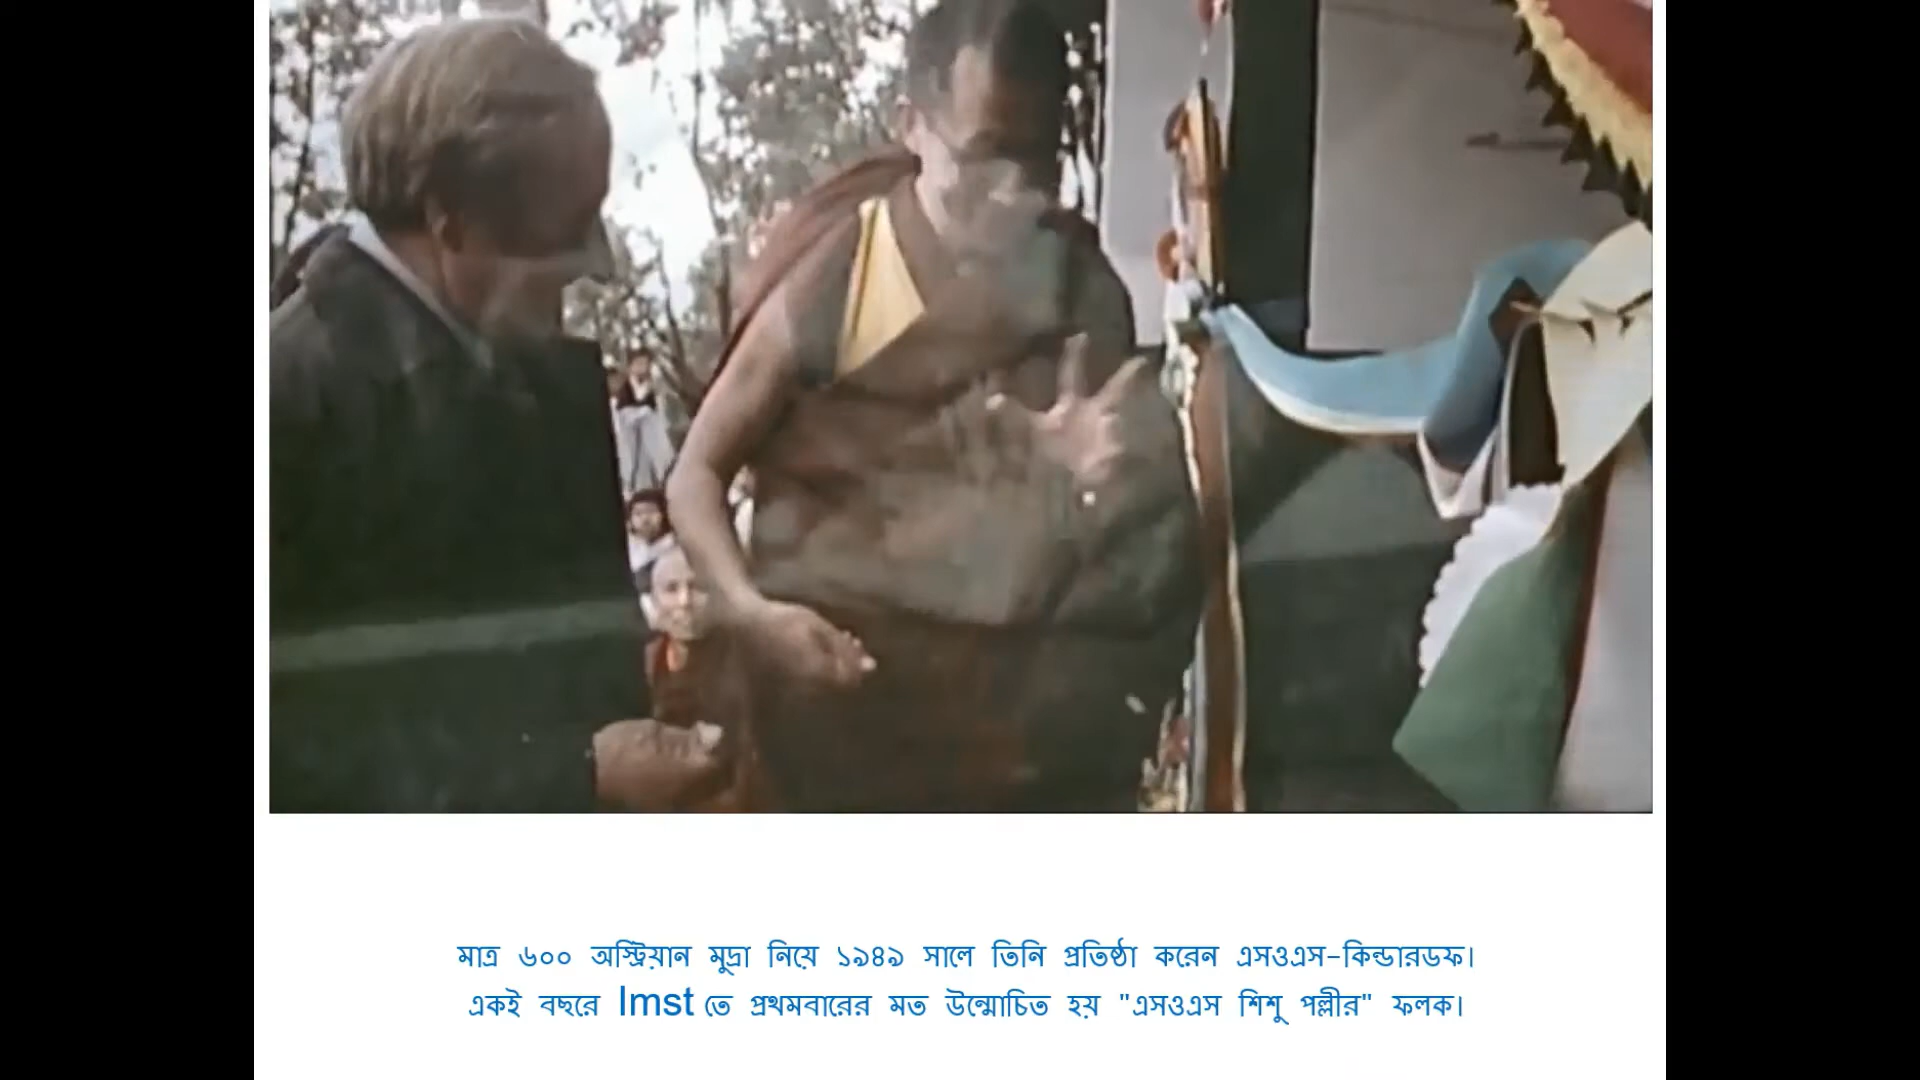 মাত্র ৬০০ অস্ট্রিয়ান মুদ্রা নিয়ে ১৯৪৯ সালে তিনি প্রতিষ্ঠা করেন এসওএস-কিন্ডারডফ।
একই বছরে Imst তে প্রথমবারের মত উন্মোচিত হয় "এসওএস শিশু পল্লীর" ফলক।